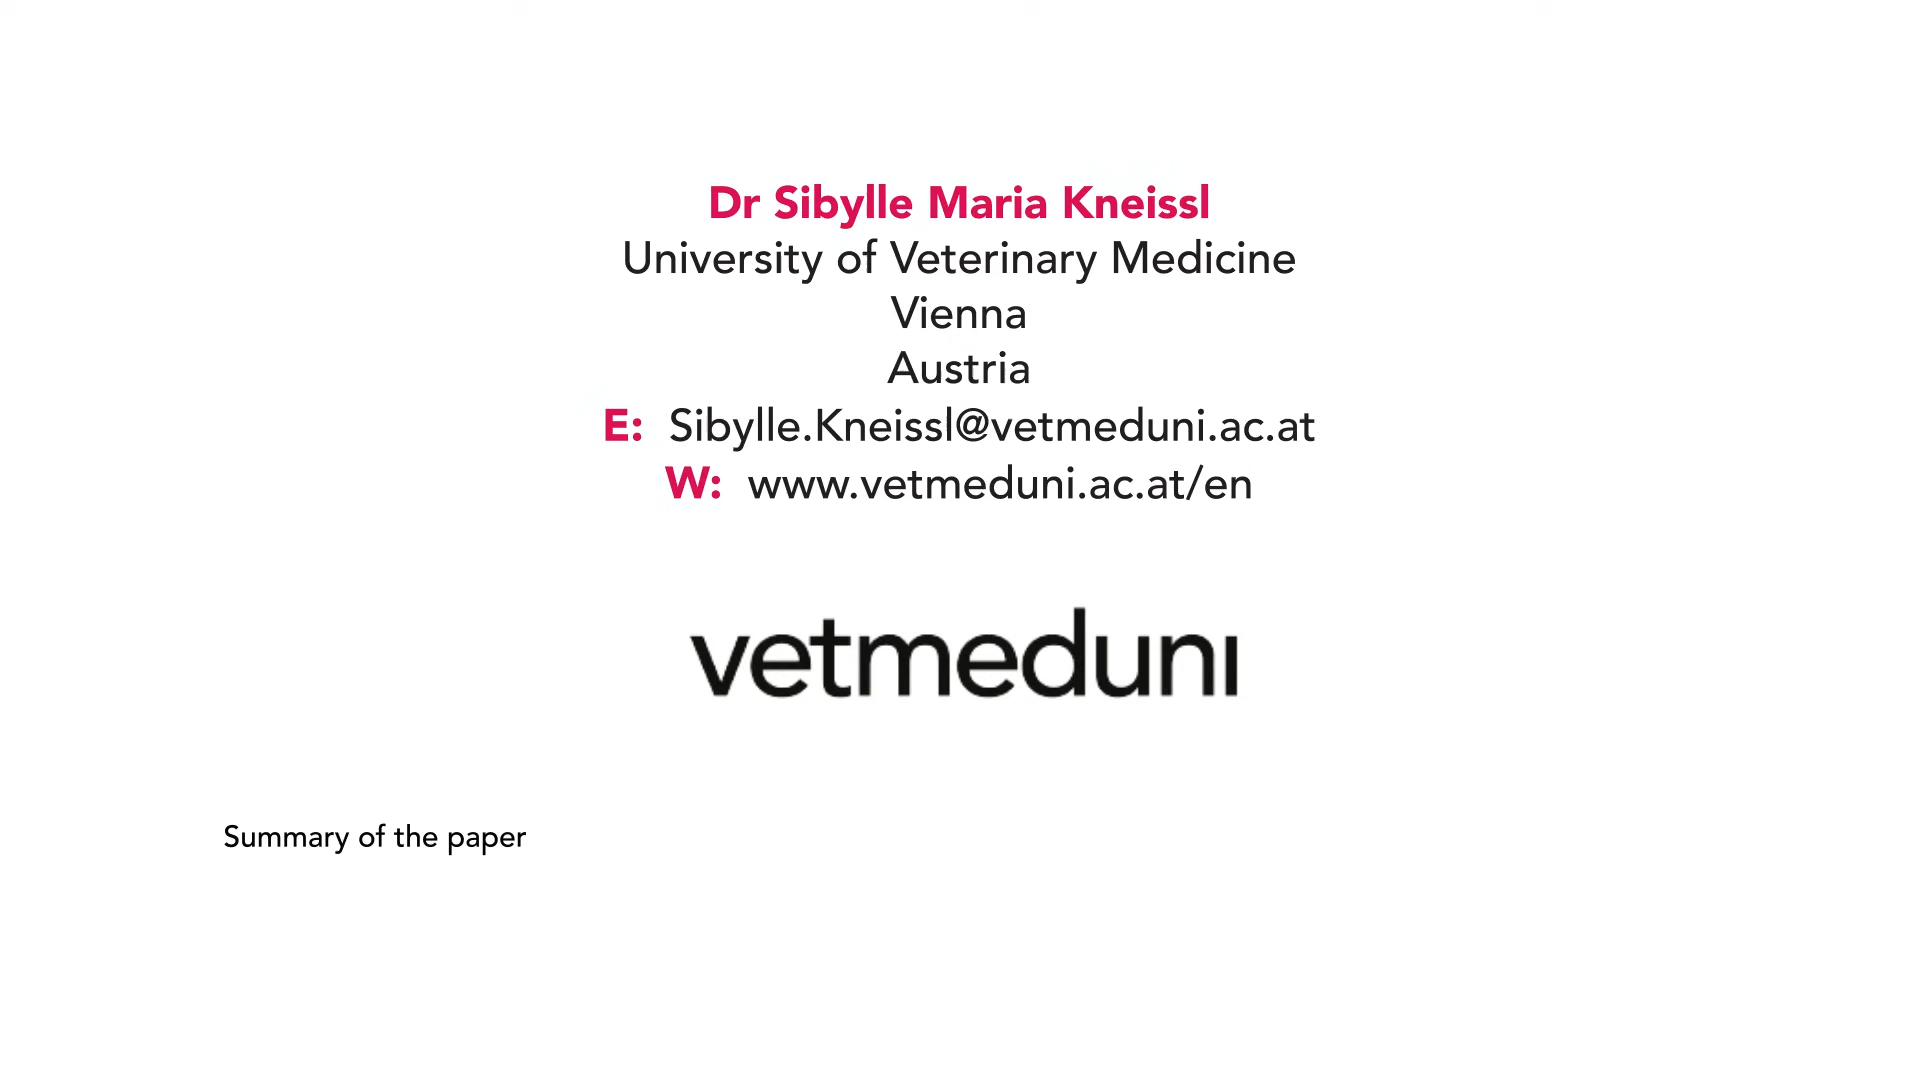 Dr Sibylle Maria Kneissl
University of Veterinary Medicine
Vienna
Austria
E: Sibylle.Kneissl@vetmeduni.ac.at
W: www.vetmeduni.ac.at/en
vetmeduni
Summary of the paper